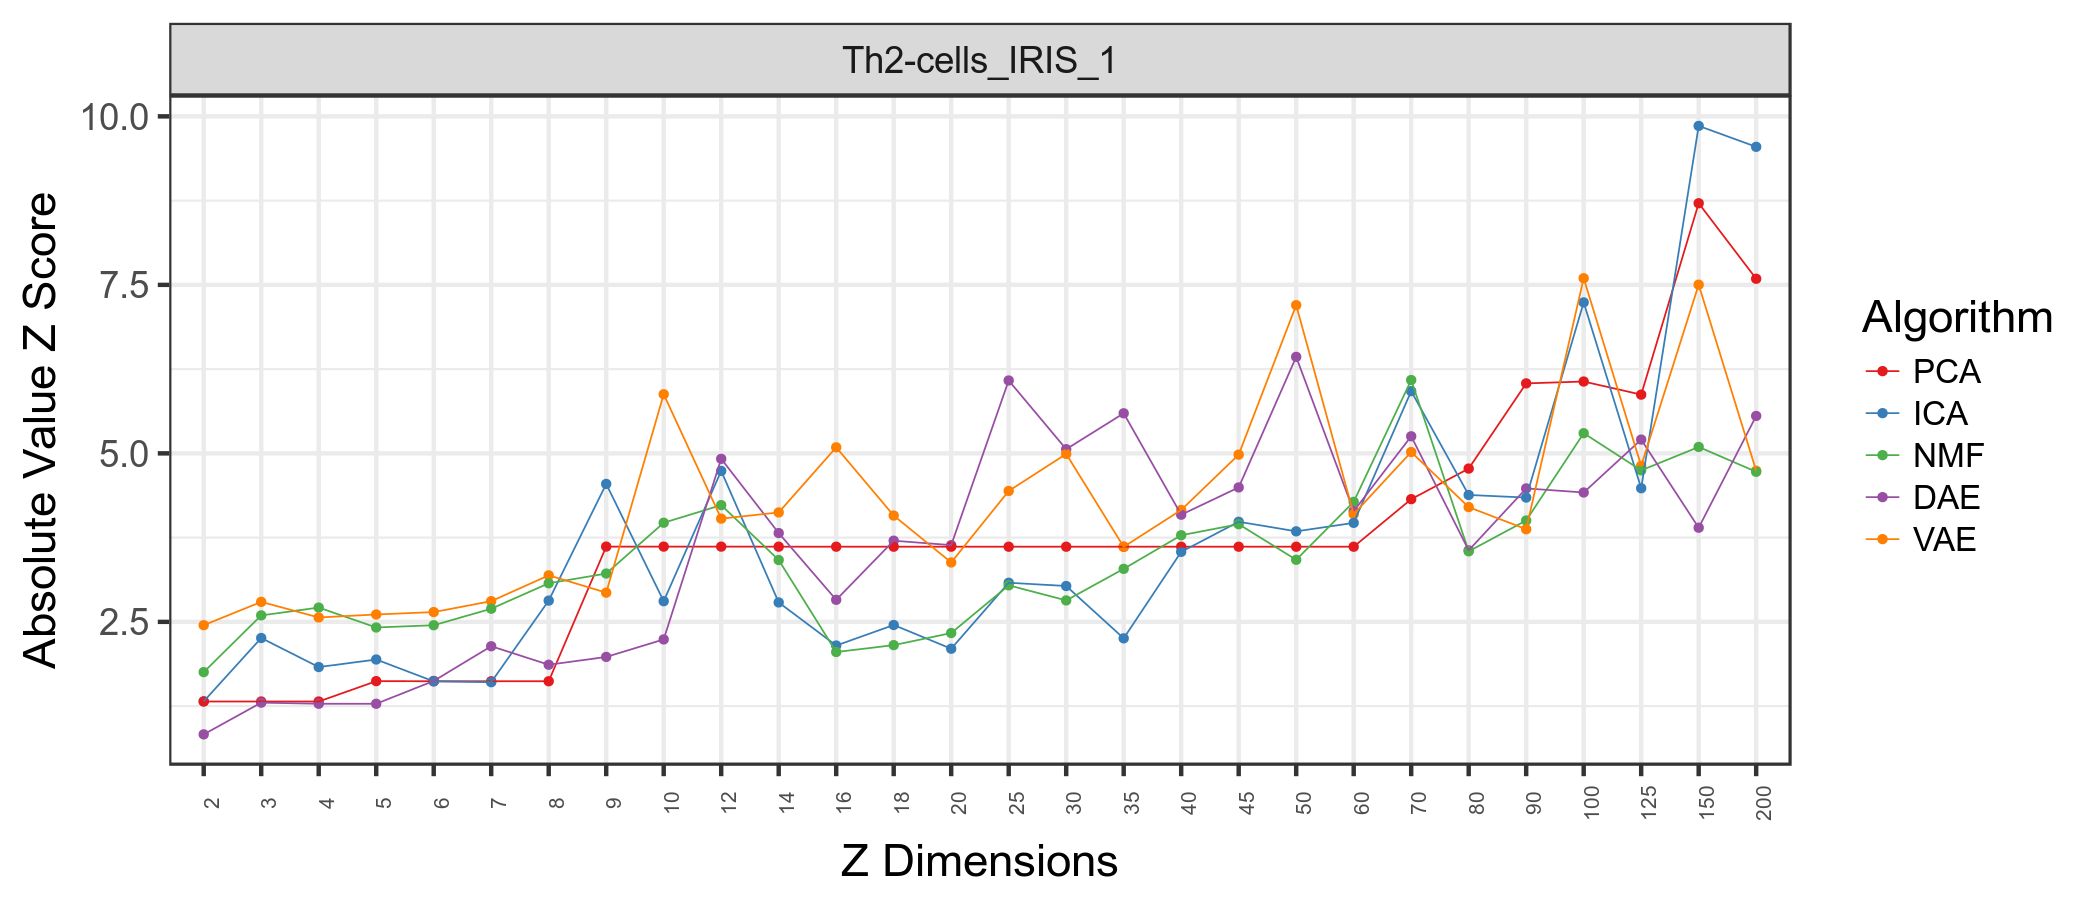 Th2-cells_IRIS_1
Absolute Value Z Score
10.0
7.5
5.0
2.5
2 3 4 5 6 7 8 9 10 12 14 16 18 20 25 30 35 40 45 50 60 70 80 90 100 125 150 200
Z Dimensions
Algorithm
PCA
ICA
NMF
DAE
VAE